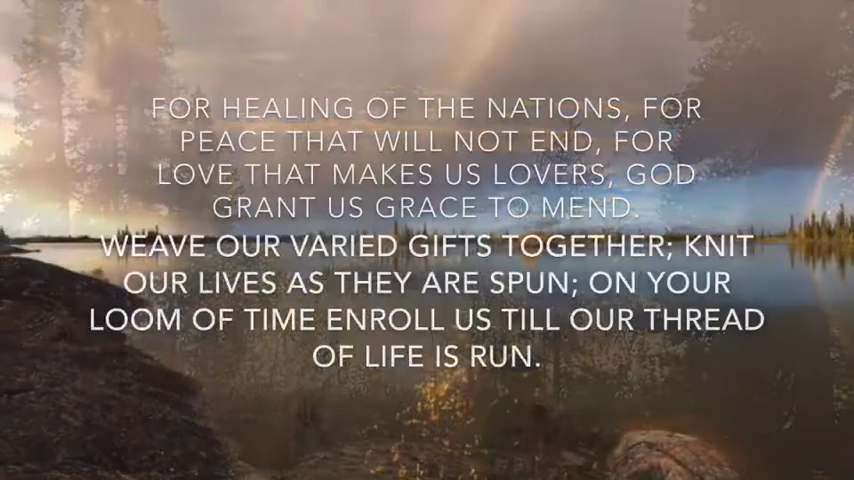 FOR HEALING OF THE NATIONS, FOR
PEACE THAT WILL NOT END, FOR
LOVE THAT MAKES US LOVERS, GOD
GRANT US GRACE TO MEND.
WEAVE OUR VARIED GIFTS TOGETHER; KNIT
OUR LIVES AS THEY ARE SPUN; ON YOUR
LOOM OF TIME ENROLL US TILL OUR THREAD
OF LIFE IS RUN.